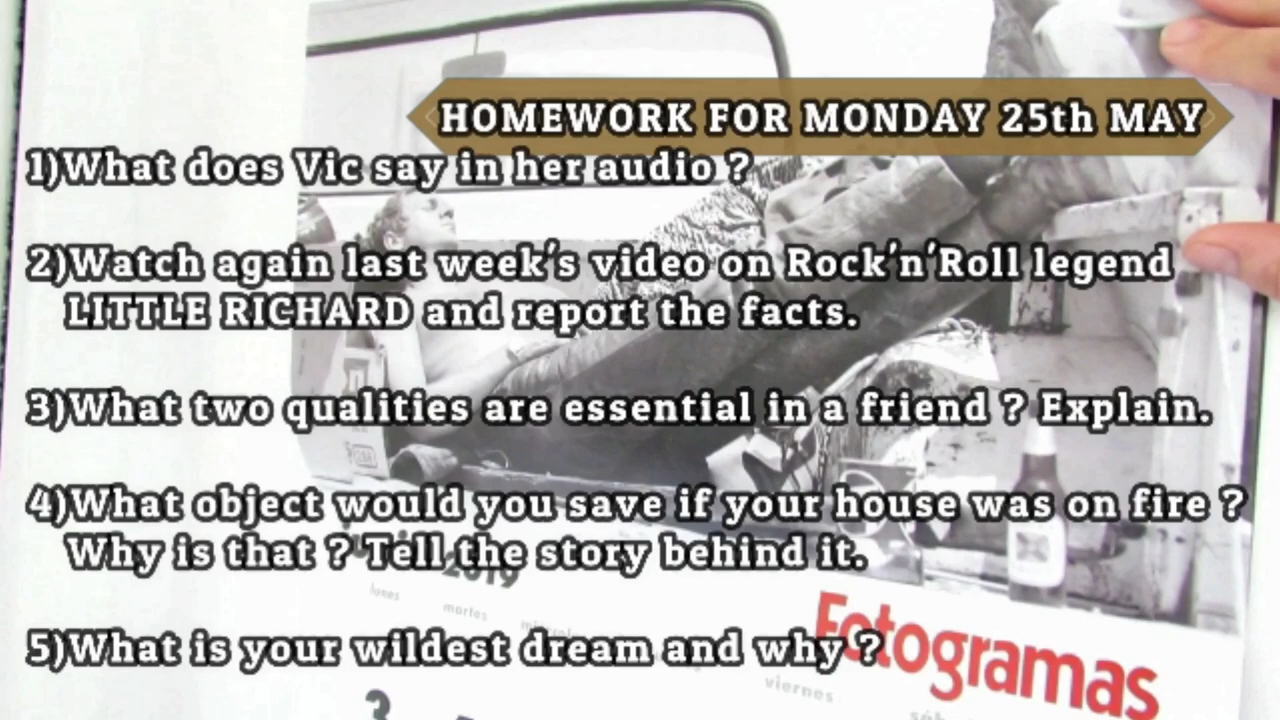 HOMEWORK FOR MONDAY 25th MAY
1)What does Vic say in her audio ?
2)Watch again last week's video on Rock'n'Roll legend
LITTLE RICHARD and report the facts.
3)What two qualities are essential in a friend ? Explain.
4)What object would you save if your house was on fire ?
Why is that ? Tell the story behind it.
2019
lunes martes
5)What is your wildest dream and why ?
Fotogramas
viernes
3